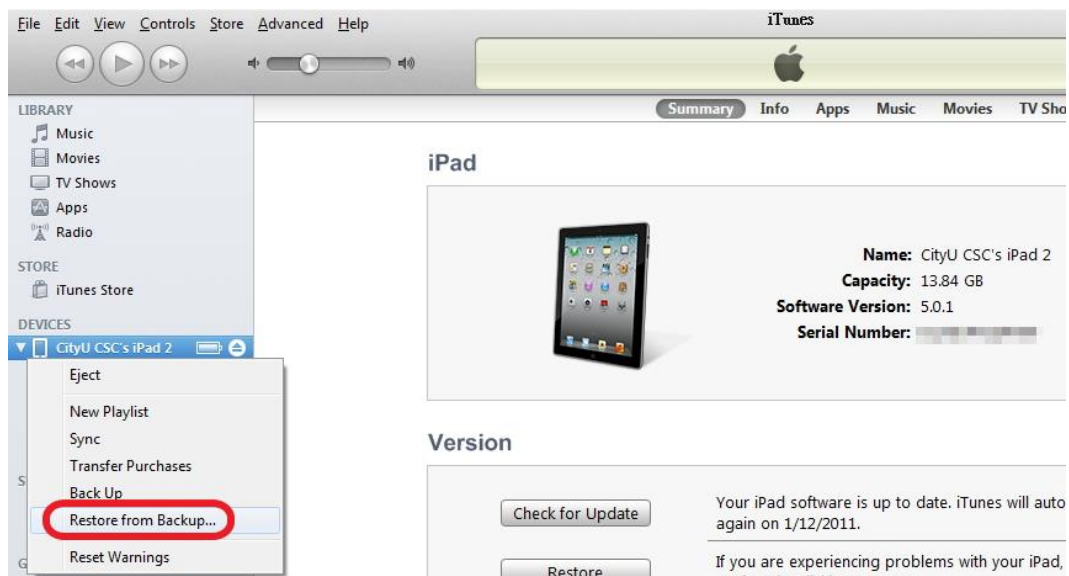 File Edit View Controls Store Advanced Help
iTunes
LIBRARY
Music
Movies
TV Shows
Apps
Radio
STORE
iTunes Store
DEVICES
CityU CSC's iPad 2
Eject
New Playlist
Sync
Transfer Purchases
Back Up
Restore from Backup...
Reset Warnings
S
G
Summary Info Apps Music Movies TV Sho
iPad
Name: CityU CSC's iPad 2
Capacity: 13.84 GB
Software Version: 5.0.1
Serial Number:
Version
Check for Update
Your iPad software is up to date. iTunes will auto
again on 1/12/2011.
Restore
If you are experiencing problems with your iPad,